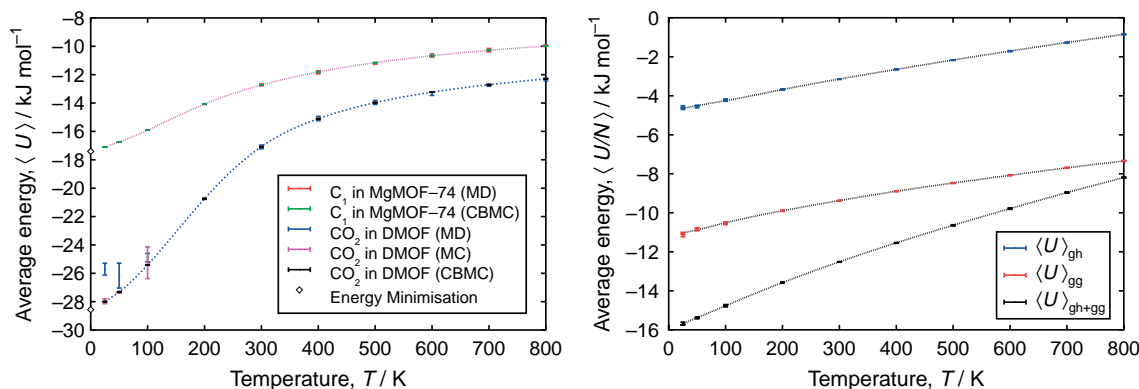 Average energy, ⟨ U ⟩ / kJ mol⁻¹
−8
−10
−12
−14
−16
−18
−20
−22
−24
−26
−28
−30
0 100 200 300 400 500 600 700 800
Temperature, T / K
C₁ in MgMOF−74 (MD)
C₁ in MgMOF−74 (CBMC)
CO₂ in DMOF (MD)
CO₂ in DMOF (MC)
CO₂ in DMOF (CBMC)
Energy Minimisation
Average energy, ⟨ U/N ⟩ / kJ mol⁻¹
0
−2
−4
−6
−8
−10
−12
−14
−16
0 100 200 300 400 500 600 700 800
Temperature, T / K
⟨U⟩gh
⟨U⟩gg
⟨U⟩gh+gg